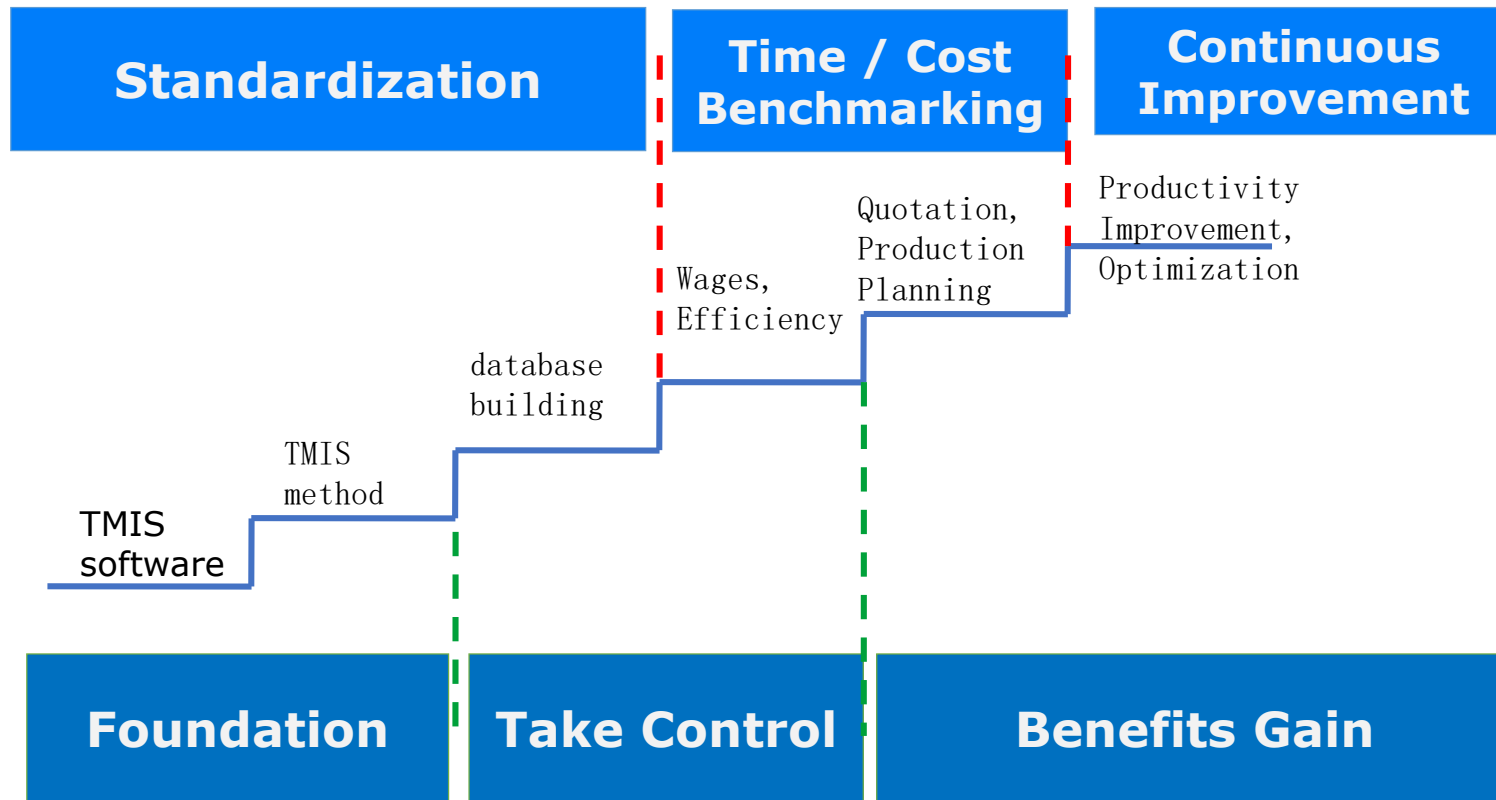 Standardization
Time / Cost
Benchmarking
Continuous
Improvement
Productivity
Improvement,
Optimization
Quotation,
Production
Planning
Wages,
Efficiency
database
building
TMIS
method
TMIS
software
Foundation
Take Control
Benefits Gain